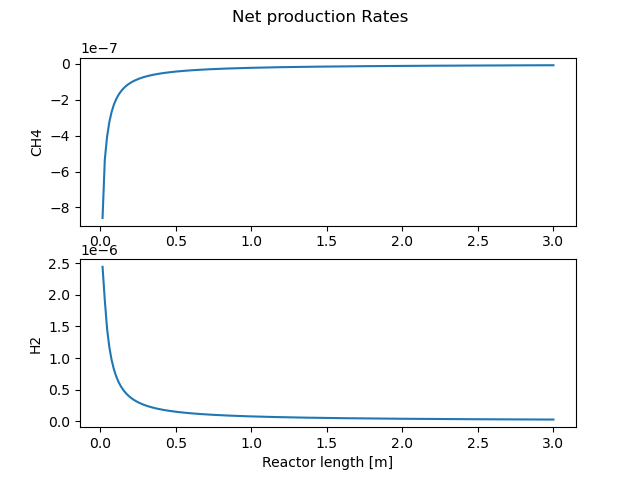 Net production Rates
1e−7
0
−2
−4
−6
−8
CH4
0.0 0.5 1.0 1.5 2.0 2.5 3.0
1e−6
2.5
2.0
1.5
1.0
0.5
0.0
H2
0.0 0.5 1.0 1.5 2.0 2.5 3.0
Reactor length [m]